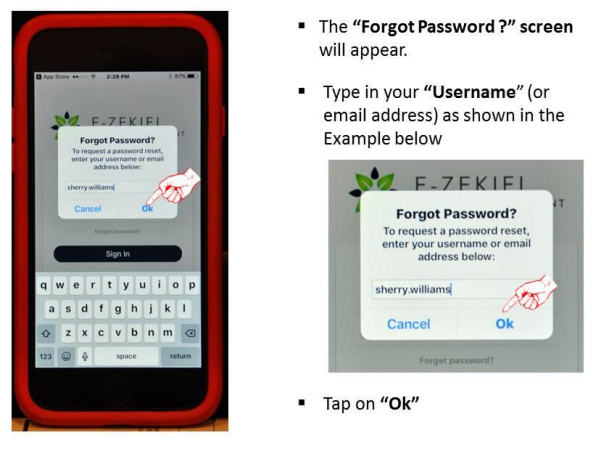 ▪ The “Forgot Password ?” screen
will appear.
▪ Type in your “Username” (or
email address) as shown in the
Example below
App Store 2:39 PM 67%
E-ZEKIEL
Forgot Password?
To request a password reset,
enter your username or email
address below:
sherry.williams
Cancel Ok
Forgot password?
Sign In
q w e r t y u i o p
a s d f g h j k l
z x c v b n m
123 space return
E-ZEKIEL
NT
Forgot Password?
To request a password reset,
enter your username or email
address below:
sherry.williams
Cancel Ok
Forgot password?
▪ Tap on “Ok”